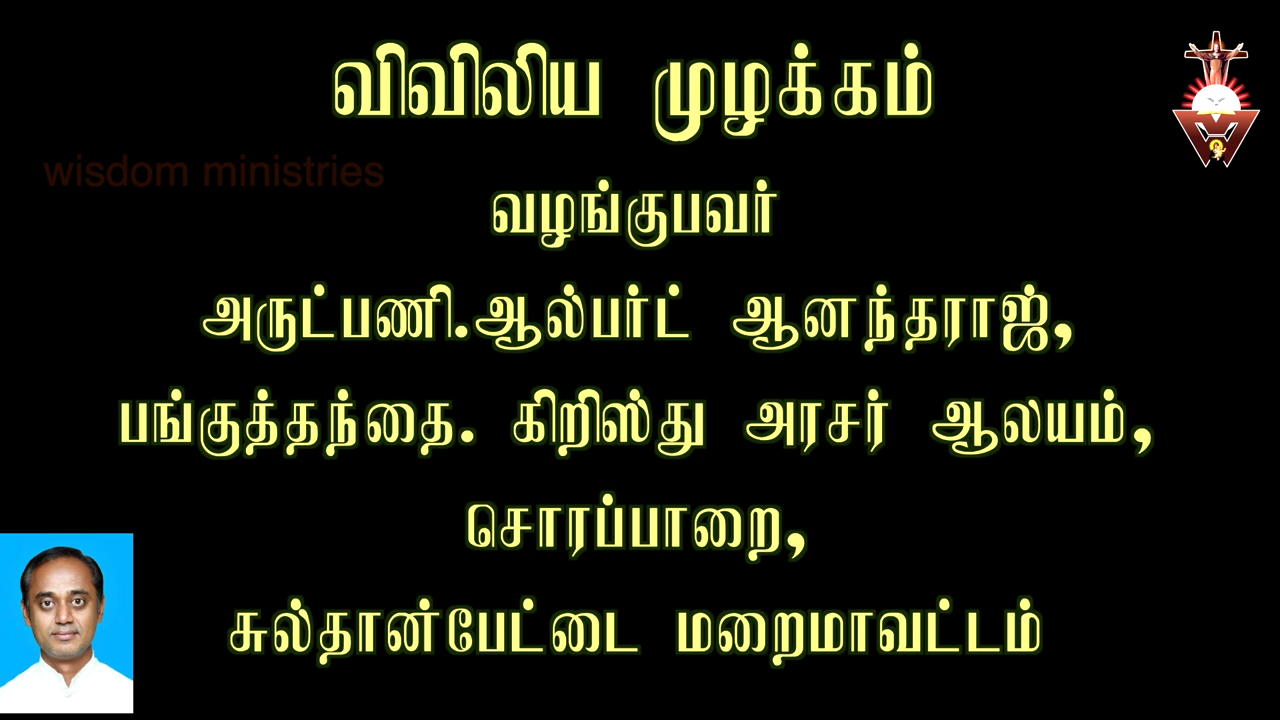 விவிலிய முழக்கம்
wisdom ministries
வழங்குபவர்
அருட்பணி.ஆல்பர்ட் ஆனந்தராஜ்,
பங்குத்தந்தை. கிறிஸ்து அரசர் ஆலயம்,
சொரப்பாறை,
சுல்தான்பேட்டை மறைமாவட்டம்